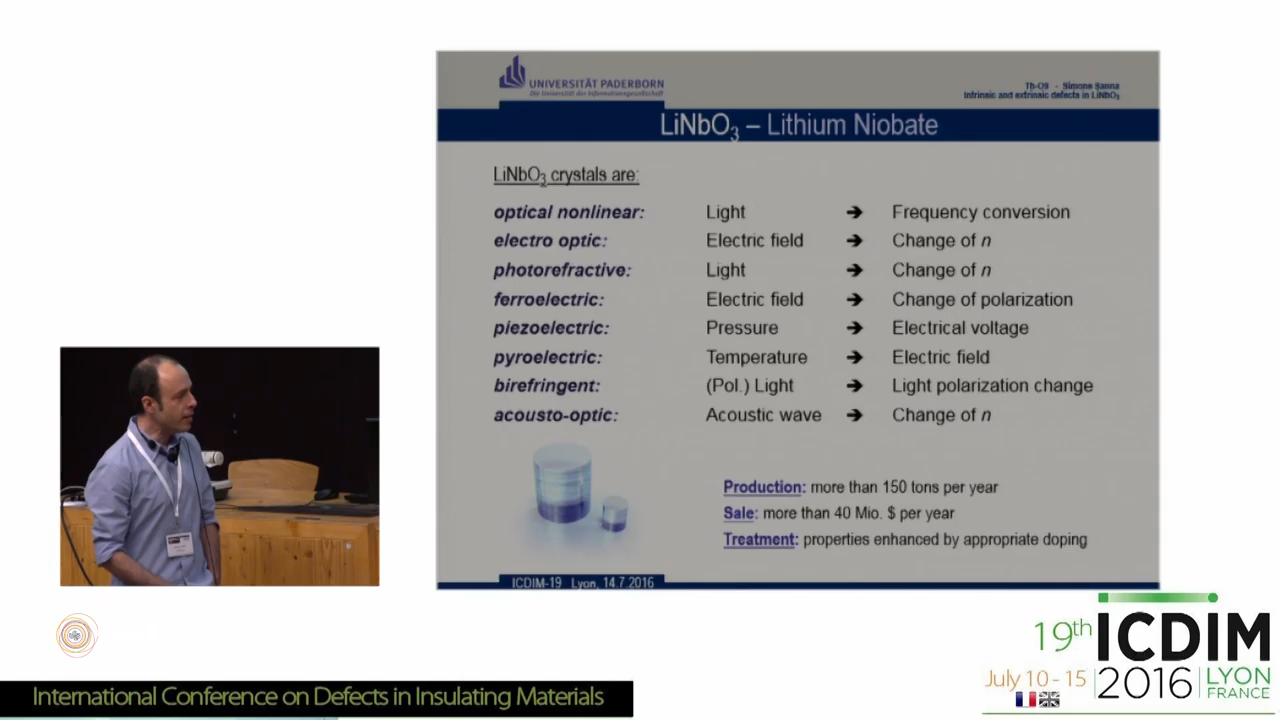 UNIVERSITÄT PADERBORN
Die Universität der Informationsgesellschaft
Th-O9 - Simone Sanna
Intrinsic and extrinsic defects in LiNbO3
LiNbO3 – Lithium Niobate
LiNbO3 crystals are:
optical nonlinear: Light ➔ Frequency conversion
electro optic: Electric field ➔ Change of n
photorefractive: Light ➔ Change of n
ferroelectric: Electric field ➔ Change of polarization
piezoelectric: Pressure ➔ Electrical voltage
pyroelectric: Temperature ➔ Electric field
birefringent: (Pol.) Light ➔ Light polarization change
acousto-optic: Acoustic wave ➔ Change of n
Production: more than 150 tons per year
Sale: more than 40 Mio. $ per year
Treatment: properties enhanced by appropriate doping
ICDIM-19 Lyon, 14.7.2016
19th ICDIM
July 10 - 15 2016 LYON
FRANCE
International Conference on Defects in Insulating Materials